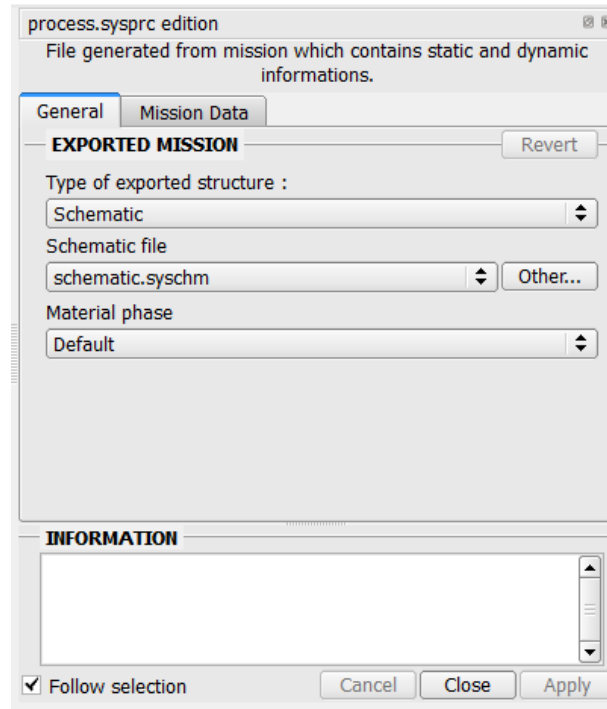 process.sysprc edition
File generated from mission which contains static and dynamic
informations.
General Mission Data
EXPORTED MISSION Revert
Type of exported structure :
Schematic
Schematic file
schematic.syschm Other...
Material phase
Default
INFORMATION
Follow selection Cancel Close Apply